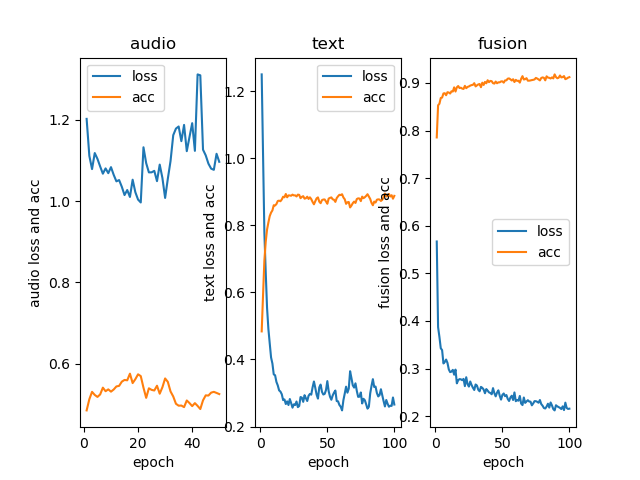 audio
text
fusion
loss
acc
loss
acc
loss
acc
audio loss and acc
text loss and acc
fusion loss and acc
1.2
1.0
0.8
0.6
1.2
1.0
0.8
0.6
0.4
0.2
0.9
0.8
0.7
0.6
0.5
0.4
0.3
0.2
0
20
40
0
50
100
0
50
100
epoch
epoch
epoch